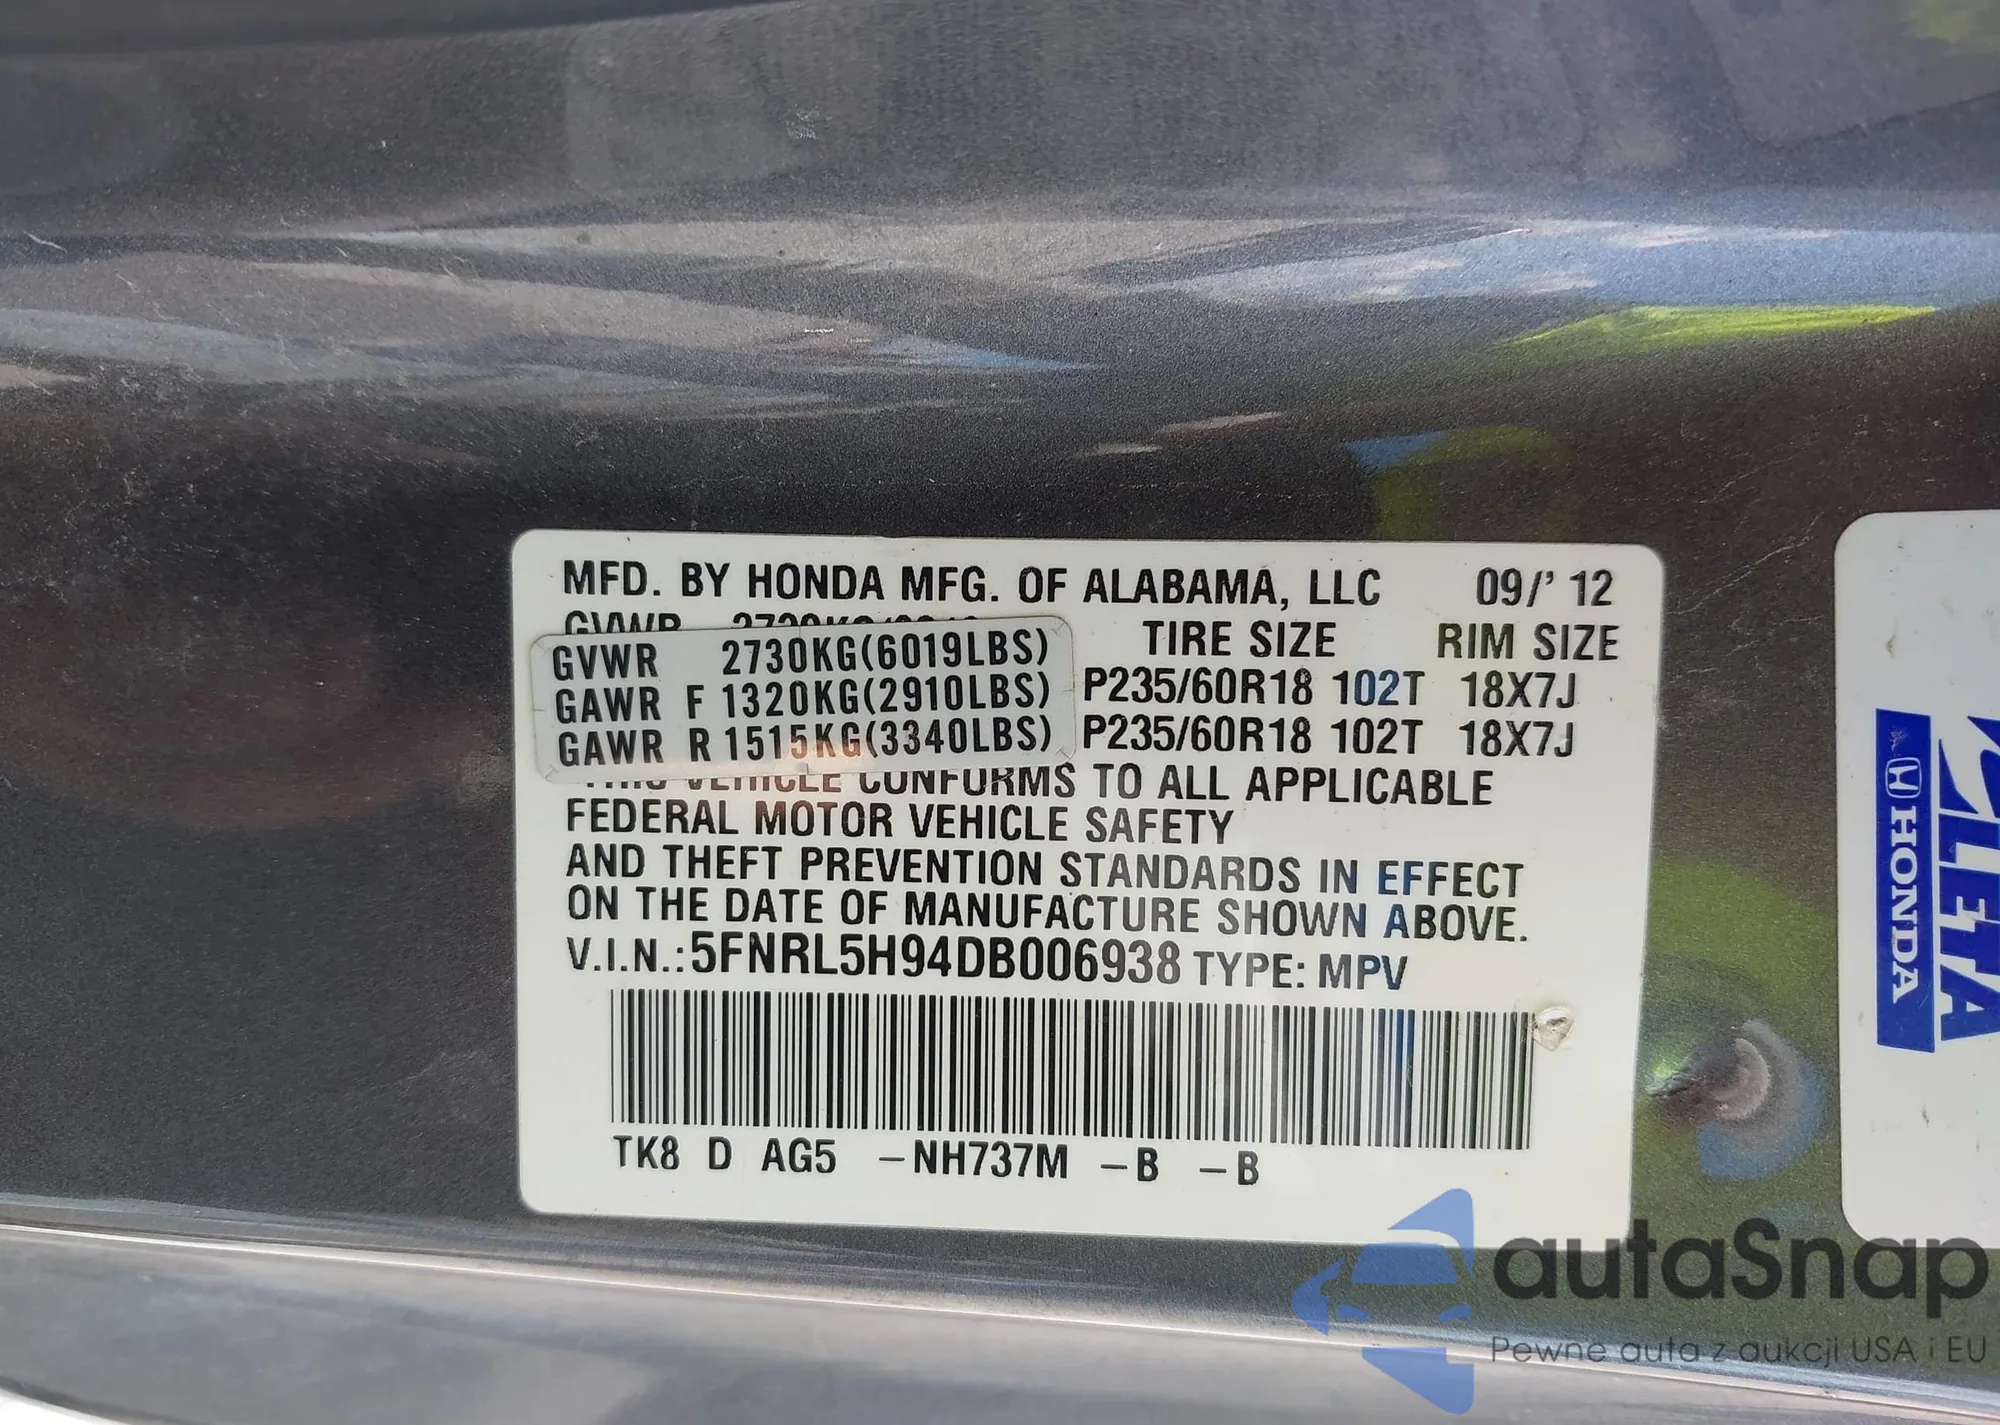 MFD. BY HONDA MFG. OF ALABAMA, LLC 09/' 12
GVWR
TIRE SIZE RIM SIZE
GVWR 2730KG(6019LBS)
GAWR F 1320KG(2910LBS) P235/60R18 102T 18X7J
GAWR R 1515KG(3340LBS) P235/60R18 102T 18X7J
THIS VEHICLE CONFORMS TO ALL APPLICABLE
FEDERAL MOTOR VEHICLE SAFETY
AND THEFT PREVENTION STANDARDS IN EFFECT
ON THE DATE OF MANUFACTURE SHOWN ABOVE.
V.I.N.: 5FNRL5H94DB006938 TYPE: MPV
TK8 D AG5 –NH737M –B –B
HONDA
autaSnap
Pewne auta z aukcji USA i EU